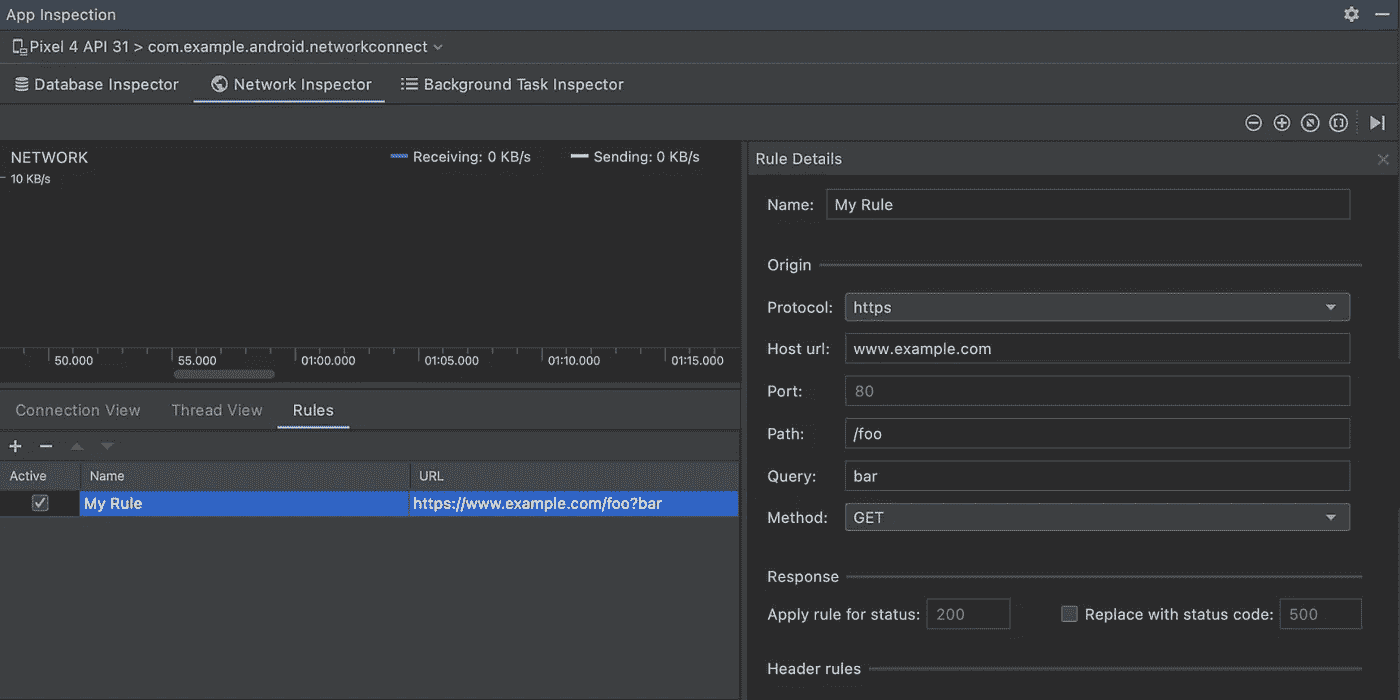 App Inspection
Pixel 4 API 31 > com.example.android.networkconnect
Database Inspector Network Inspector Background Task Inspector
NETWORK Receiving: 0 KB/s Sending: 0 KB/s
10 KB/s
50.000 55.000 01:00.000 01:05.000 01:10.000 01:15.000
Connection View Thread View Rules
Active Name URL
My Rule https://www.example.com/foo?bar
Rule Details
Name: My Rule
Origin
Protocol: https
Host url: www.example.com
Port: 80
Path: /foo
Query: bar
Method: GET
Response
Apply rule for status: 200 Replace with status code: 500
Header rules